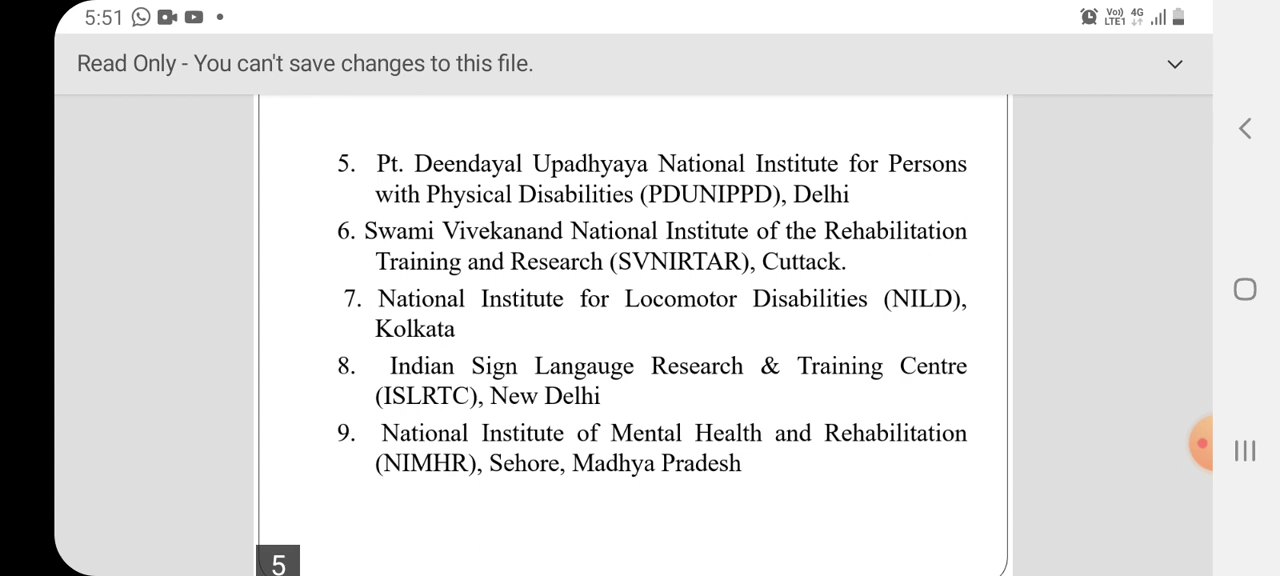 5:51
Vo)) 4G
LTE1
Read Only - You can't save changes to this file.
5. Pt. Deendayal Upadhyaya National Institute for Persons
with Physical Disabilities (PDUNIPPD), Delhi
6. Swami Vivekanand National Institute of the Rehabilitation
Training and Research (SVNIRTAR), Cuttack.
7. National Institute for Locomotor Disabilities (NILD),
Kolkata
8. Indian Sign Langauge Research & Training Centre
(ISLRTC), New Delhi
9. National Institute of Mental Health and Rehabilitation
(NIMHR), Sehore, Madhya Pradesh
5